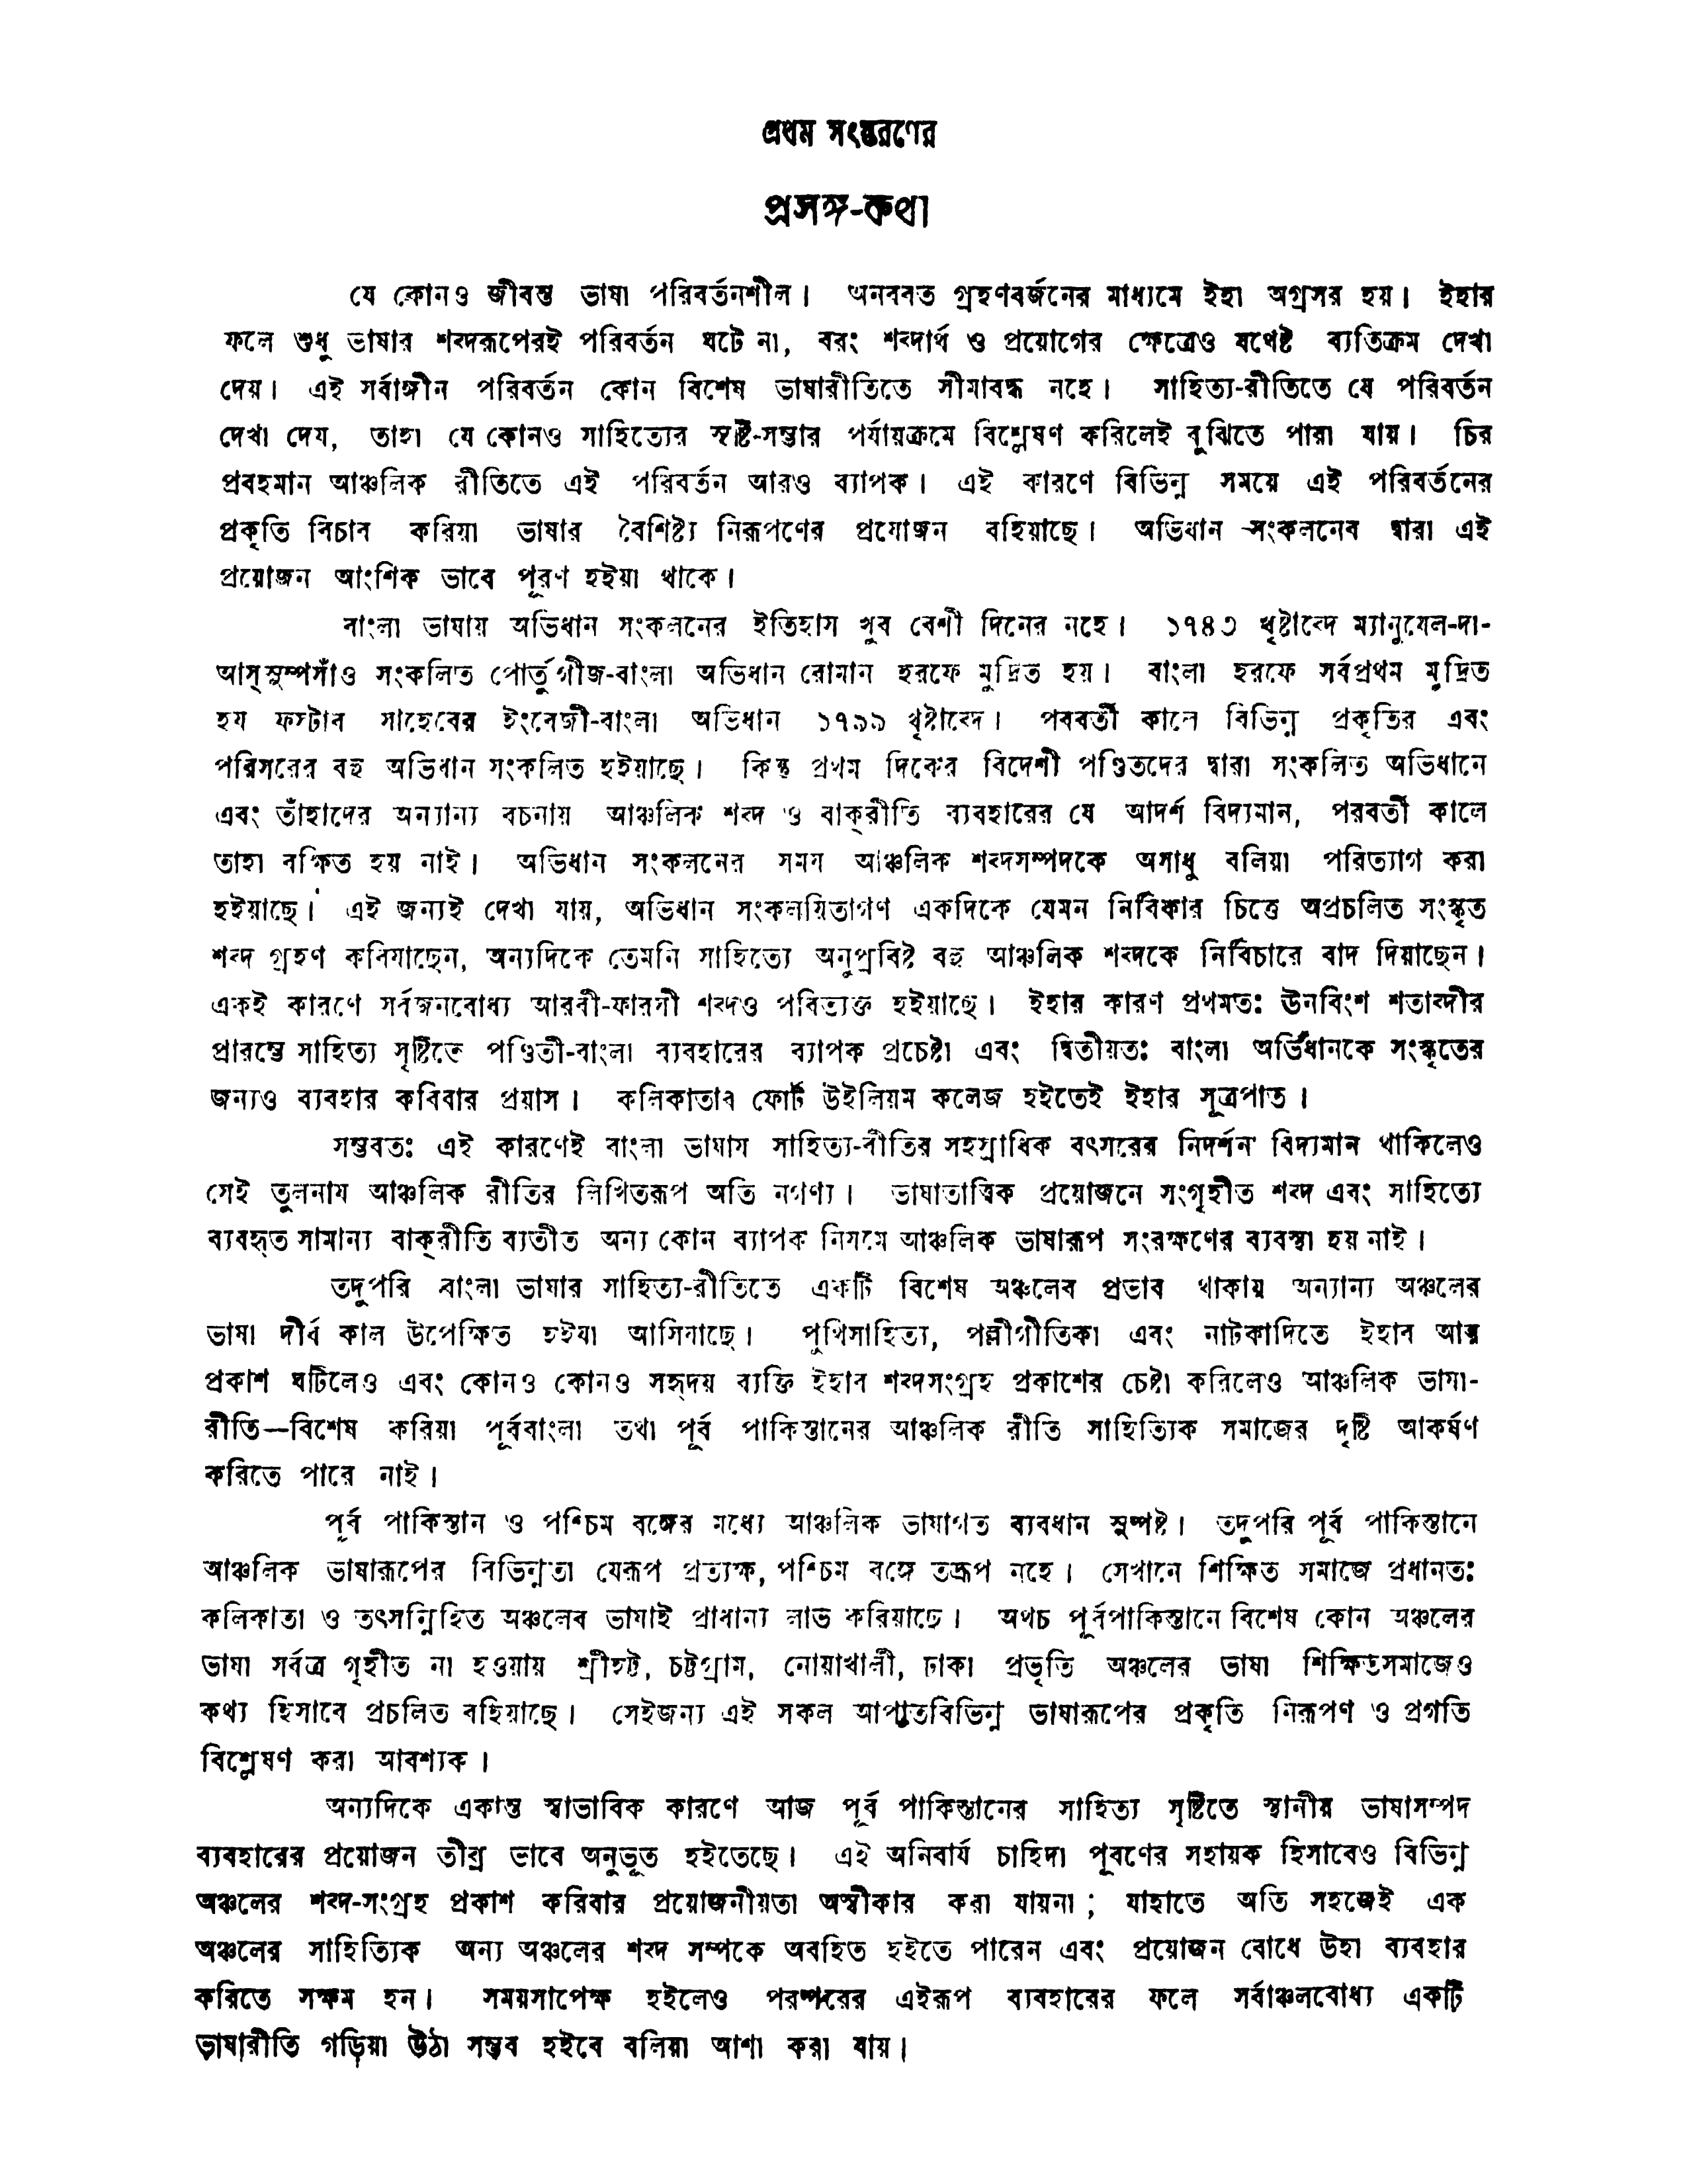 প্রথম সংস্করণের
প্রসঙ্গ-কথা
যে কোনও জীবন্ত ভাষা পরিবর্তনশীল। অনবরত গ্রহণবর্জনের মাধ্যমে ইহা অগ্রসর হয়। ইহার
ফলে শুধু ভাষার শব্দরূপেরই পরিবর্তন ঘটে না, বরং শব্দার্থ ও প্রয়োগের ক্ষেত্রেও যথেষ্ট ব্যতিক্রম দেখা
দেয়। এই সর্বাঙ্গীন পরিবর্তন কোন বিশেষ ভাষারীতিতে সীমাবদ্ধ নহে। সাহিত্য-রীতিতে যে পরিবর্তন
দেখা দেয়, তাহা যে কোনও সাহিত্যের সৃষ্টি-সম্ভার পর্যায়ক্রমে বিশ্লেষণ করিলেই বুঝিতে পারা যায়। চির
প্রবহমান আঞ্চলিক রীতিতে এই পরিবর্তন আরও ব্যাপক। এই কারণে বিভিন্ন সময়ে এই পরিবর্তনের
প্রকৃতি বিচার করিয়া ভাষার বৈশিষ্ট্য নিরূপণের প্রয়োজন রহিয়াছে। অভিধান সংকলনের দ্বারা এই
প্রয়োজন আংশিক ভাবে পূরণ হইয়া থাকে।
বাংলা ভাষায় অভিধান সংকলনের ইতিহাস খুব বেশী দিনের নহে। ১৭৪৩ খৃষ্টাব্দে ম্যানুয়েল-দা-
আস্‌সুম্পসাঁও সংকলিত পোর্তুগীজ-বাংলা অভিধান রোমান হরফে মুদ্রিত হয়। বাংলা হরফে সর্বপ্রথম মুদ্রিত
হয় ফস্টার সাহেবের ইংরেজী-বাংলা অভিধান ১৭৯৯ খৃষ্টাব্দে। পরবর্তী কালে বিভিন্ন প্রকৃতির এবং
পরিসরের বহু অভিধান সংকলিত হইয়াছে। কিন্তু প্রথম দিকের বিদেশী পণ্ডিতদের দ্বারা সংকলিত অভিধানে
এবং তাঁহাদের অন্যান্য রচনায় আঞ্চলিক শব্দ ও বাক্‌রীতি ব্যবহারের যে আদর্শ বিদ্যমান, পরবর্তী কালে
তাহা রক্ষিত হয় নাই। অভিধান সংকলনের সময় আঞ্চলিক শব্দসম্পদকে অসাধু বলিয়া পরিত্যাগ করা
হইয়াছে। এই জন্যই দেখা যায়, অভিধান সংকলয়িতাগণ একদিকে যেমন নির্বিকার চিত্তে অপ্রচলিত সংস্কৃত
শব্দ গ্রহণ করিয়াছেন, অন্যদিকে তেমনি সাহিত্যে অনুপ্রবিষ্ট বহু আঞ্চলিক শব্দকে নির্বিচারে বাদ দিয়াছেন।
একই কারণে সর্বজনবোধ্য আরবী-ফারসী শব্দও পরিত্যক্ত হইয়াছে। ইহার কারণ প্রথমতঃ ঊনবিংশ শতাব্দীর
প্রারম্ভে সাহিত্য সৃষ্টিতে পণ্ডিতী-বাংলা ব্যবহারের ব্যাপক প্রচেষ্টা এবং দ্বিতীয়তঃ বাংলা অভিধানকে সংস্কৃতের
জন্যও ব্যবহার করিবার প্রয়াস। কলিকাতার ফোর্ট উইলিয়ম কলেজ হইতেই ইহার সূত্রপাত।
সম্ভবতঃ এই কারণেই বাংলা ভাষায় সাহিত্য-রীতির সহস্রাধিক বৎসরের নিদর্শন বিদ্যমান থাকিলেও
সেই তুলনায় আঞ্চলিক রীতির লিখিতরূপ অতি নগণ্য। ভাষাতাত্ত্বিক প্রয়োজনে সংগৃহীত শব্দ এবং সাহিত্যে
ব্যবহৃত সামান্য বাক্‌রীতি ব্যতীত অন্য কোন ব্যাপক নিয়মে আঞ্চলিক ভাষারূপ সংরক্ষণের ব্যবস্থা হয় নাই।
তদুপরি বাংলা ভাষার সাহিত্য-রীতিতে একটি বিশেষ অঞ্চলের প্রভাব থাকায় অন্যান্য অঞ্চলের
ভাষা দীর্ঘ কাল উপেক্ষিত হইয়া আসিয়াছে। পুথিসাহিত্য, পল্লীগীতিকা এবং নাটকাদিতে ইহার আত্ম
প্রকাশ ঘটিলেও এবং কোনও কোনও সহৃদয় ব্যক্তি ইহার শব্দসংগ্রহ প্রকাশের চেষ্টা করিলেও আঞ্চলিক ভাষা-
রীতি—বিশেষ করিয়া পূর্ববাংলা তথা পূর্ব পাকিস্তানের আঞ্চলিক রীতি সাহিত্যিক সমাজের দৃষ্টি আকর্ষণ
করিতে পারে নাই।
পূর্ব পাকিস্তান ও পশ্চিম বঙ্গের মধ্যে আঞ্চলিক ভাষাগত ব্যবধান সুস্পষ্ট। তদুপরি পূর্ব পাকিস্তানে
আঞ্চলিক ভাষারূপের বিভিন্নতা যেরূপ প্রত্যক্ষ, পশ্চিম বঙ্গে তদ্রূপ নহে। সেখানে শিক্ষিত সমাজে প্রধানতঃ
কলিকাতা ও তৎসন্নিহিত অঞ্চলের ভাষাই প্রাধান্য লাভ করিয়াছে। অথচ পূর্বপাকিস্তানে বিশেষ কোন অঞ্চলের
ভাষা সর্বত্র গৃহীত না হওয়ায় শ্রীহট্ট, চট্টগ্রাম, নোয়াখালী, ঢাকা প্রভৃতি অঞ্চলের ভাষা শিক্ষিতসমাজেও
কথ্য হিসাবে প্রচলিত রহিয়াছে। সেইজন্য এই সকল আপাতবিভিন্ন ভাষারূপের প্রকৃতি নিরূপণ ও প্রগতি
বিশ্লেষণ করা আবশ্যক।
অন্যদিকে একান্ত স্বাভাবিক কারণে আজ পূর্ব পাকিস্তানের সাহিত্য সৃষ্টিতে স্থানীয় ভাষাসম্পদ
ব্যবহারের প্রয়োজন তীব্র ভাবে অনুভূত হইতেছে। এই অনিবার্য চাহিদা পূরণের সহায়ক হিসাবেও বিভিন্ন
অঞ্চলের শব্দ-সংগ্রহ প্রকাশ করিবার প্রয়োজনীয়তা অস্বীকার করা যায়না; যাহাতে অতি সহজেই এক
অঞ্চলের সাহিত্যিক অন্য অঞ্চলের শব্দ সম্পকে অবহিত হইতে পারেন এবং প্রয়োজন বোধে উহা ব্যবহার
করিতে সক্ষম হন। সময়সাপেক্ষ হইলেও পরস্পরের এইরূপ ব্যবহারের ফলে সর্বাঞ্চলবোধ্য একটি
ভাষারীতি গড়িয়া উঠা সম্ভব হইবে বলিয়া আশা করা যায়।